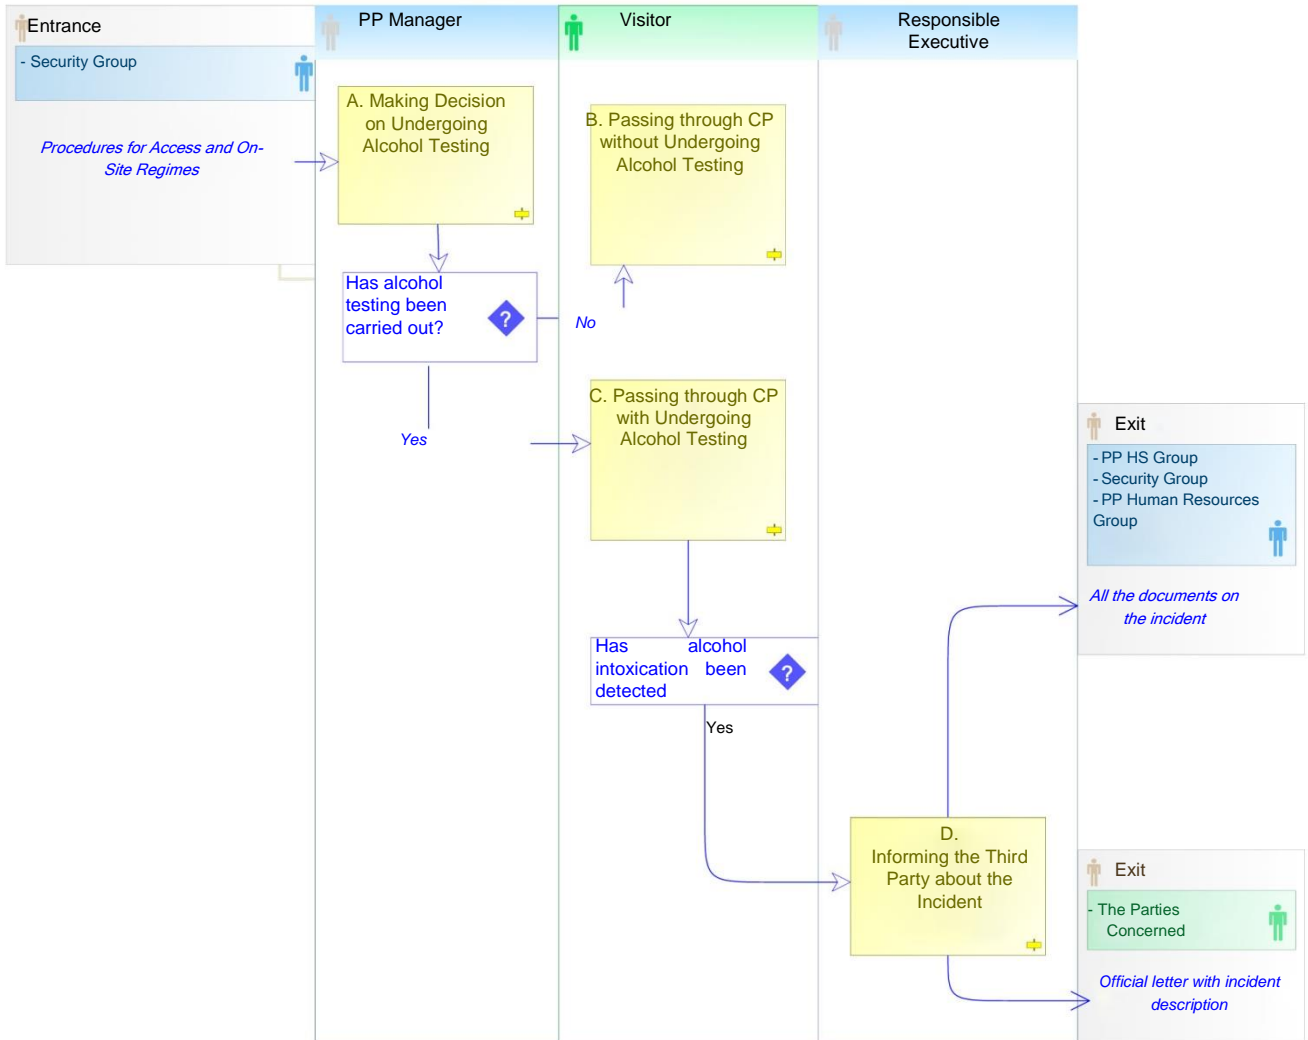 Entrance
- Security Group
Procedures for Access and On-
Site Regimes
PP Manager
A. Making Decision
on Undergoing
Alcohol Testing
Has alcohol
testing been
carried out?
?
No
Yes
Visitor
B. Passing through CP
without Undergoing
Alcohol Testing
C. Passing through CP
with Undergoing
Alcohol Testing
Has alcohol
intoxication been
detected
?
Yes
Responsible
Executive
D.
Informing the Third
Party about the
Incident
Exit
- PP HS Group
- Security Group
- PP Human Resources
Group
All the documents on
the incident
Exit
- The Parties
Concerned
Official letter with incident
description